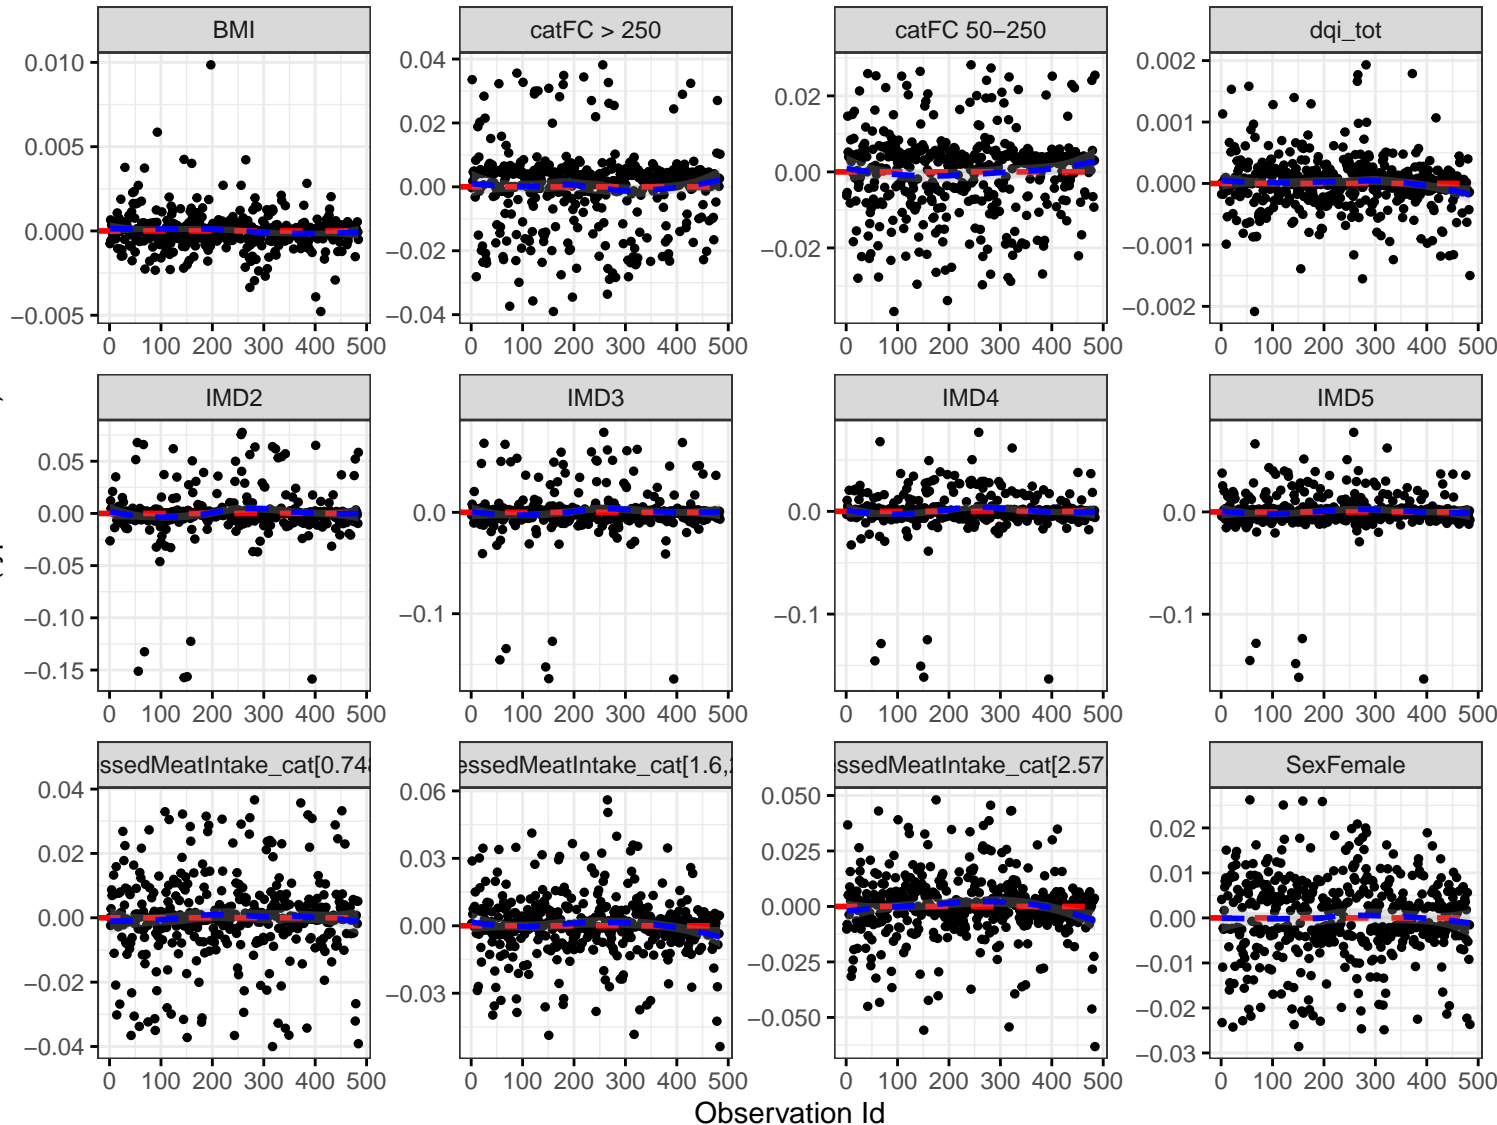 BMI
catFC > 250
catFC 50−250
dqi_tot
0.010
0.005
0.000
−0.005
0.04
0.02
0.00
−0.02
−0.04
0.02
0.00
−0.02
0.002
0.001
0.000
−0.001
−0.002
0 100 200 300 400 500
0 100 200 300 400 500
0 100 200 300 400 500
0 100 200 300 400 500
IMD2
IMD3
IMD4
IMD5
0.05
0.00
−0.05
−0.10
−0.15
0.0
−0.1
0.0
−0.1
0.0
−0.1
0 100 200 300 400 500
0 100 200 300 400 500
0 100 200 300 400 500
0 100 200 300 400 500
ssedMeatIntake_cat[0.748
essedMeatIntake_cat[1.6,2
ssedMeatIntake_cat[2.57,
SexFemale
0.04
0.02
0.00
−0.02
−0.04
0.06
0.03
0.00
−0.03
0.050
0.025
0.000
−0.025
−0.050
0.02
0.01
0.00
−0.01
−0.02
−0.03
0 100 200 300 400 500
0 100 200 300 400 500
0 100 200 300 400 500
0 100 200 300 400 500
Observation Id